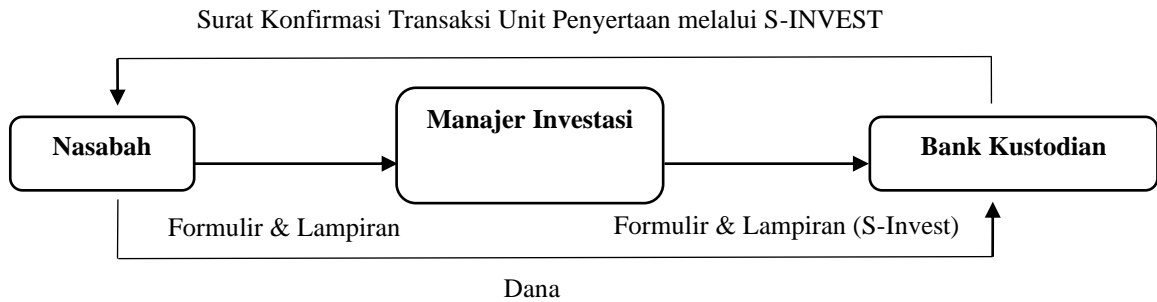 Surat Konfirmasi Transaksi Unit Penyertaan melalui S-INVEST
Nasabah
Manajer Investasi
Bank Kustodian
Formulir & Lampiran
Formulir & Lampiran (S-Invest)
Dana